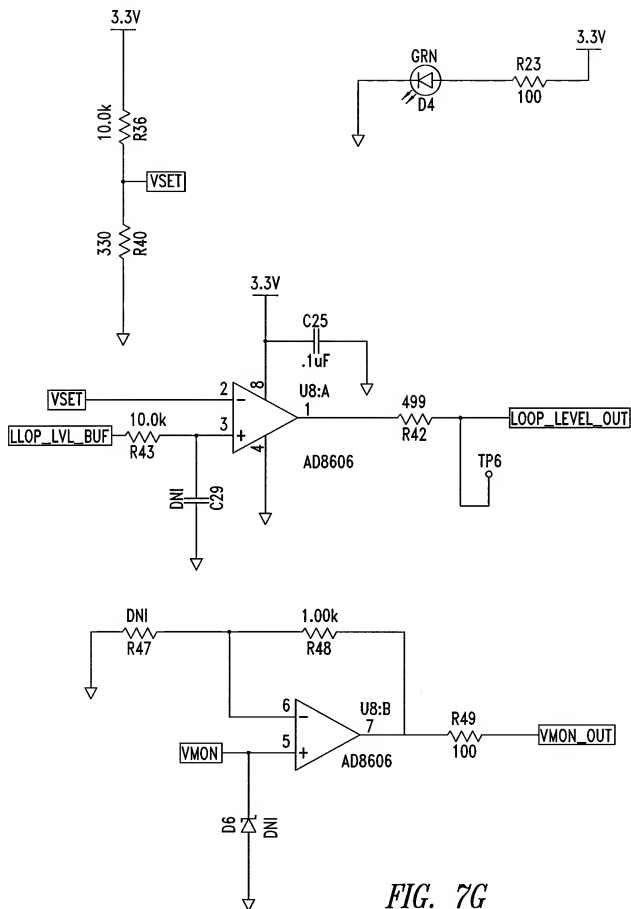 3.3V
10.0k
R36
VSET
330
R40
GRN
D4
R23
100
3.3V
3.3V
C25
.1uF
VSET
2
-
8
U8:A
1
LLOP_LVL_BUF
10.0k
R43
3
+
4
AD8606
DNI
C29
499
R42
LOOP_LEVEL_OUT
TP6
DNI
R47
1.00k
R48
6
-
U8:B
7
VMON
5
+
AD8606
R49
100
VMON_OUT
D6
DNI
FIG. 7G